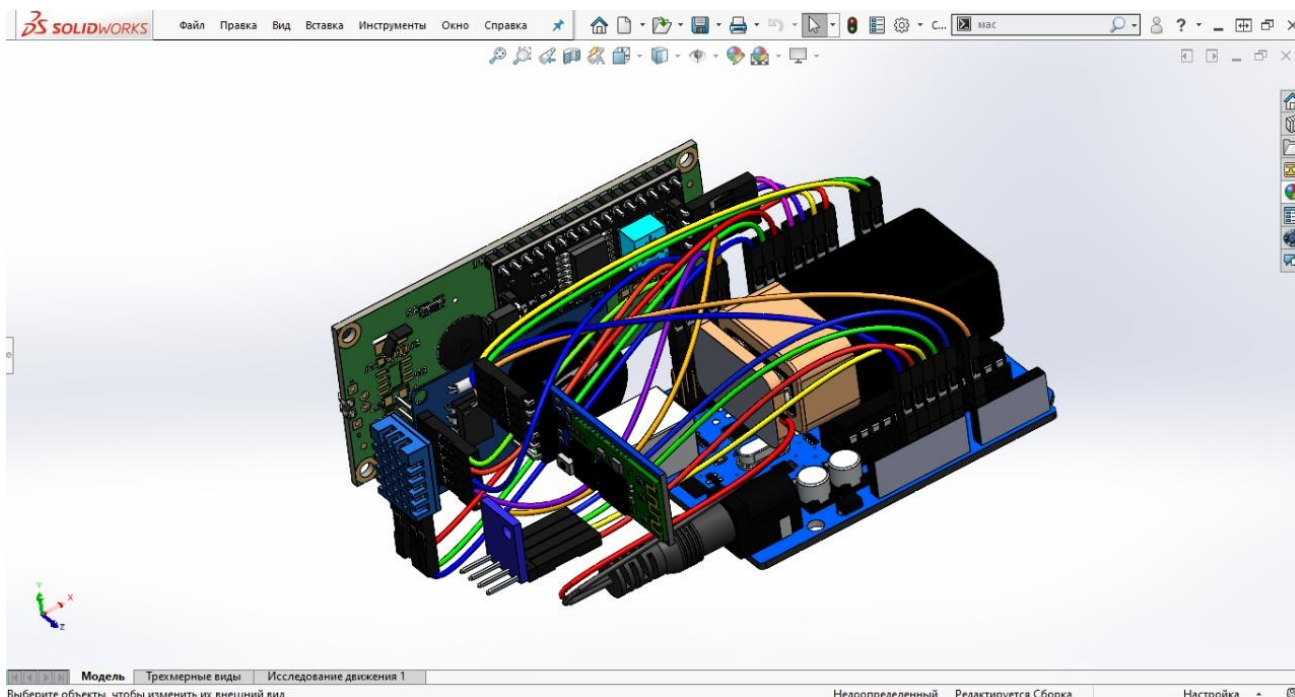 SOLIDWORKS Файл Правка Вид Вставка Инструменты Окно Справка С... мас ?
Y
X
Z
Модель Трехмерные виды Исследование движения 1
Выберите объекты, чтобы изменить их внешний вид Недоопределенный Редактируется Сборка Настройка